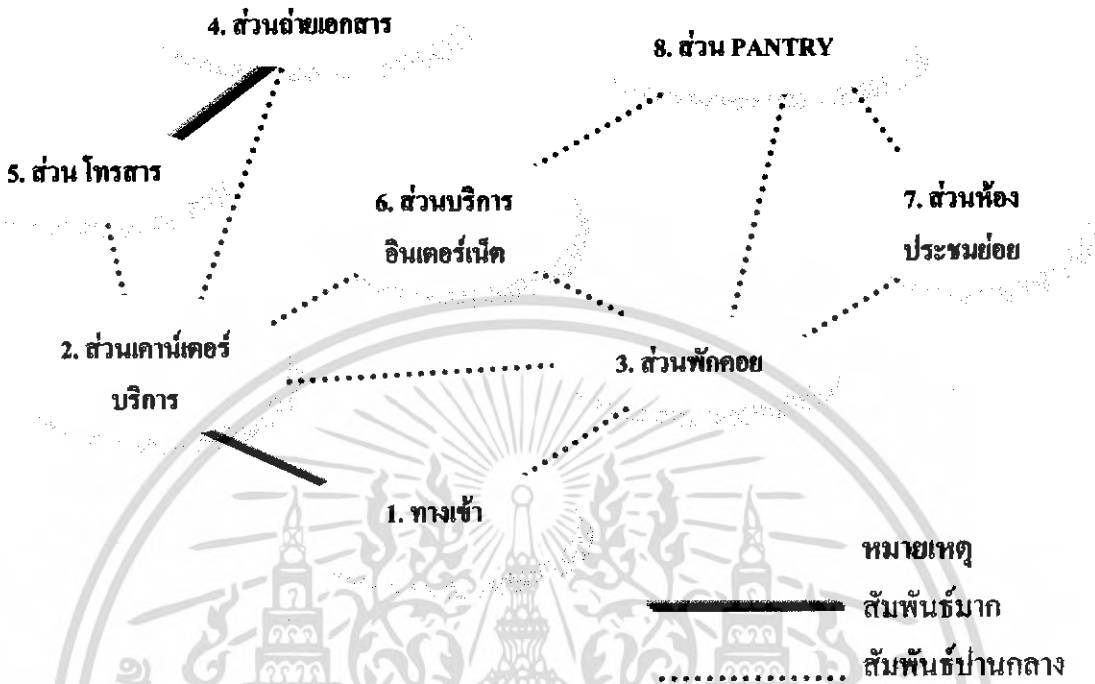 4. ส่วนถ่ายเอกสาร
8. ส่วน PANTRY
5. ส่วน โทรสาร
6. ส่วนบริการ
อินเตอร์เน็ต
7. ส่วนห้อง
ประชุมย่อย
2. ส่วนเคาน์เตอร์
บริการ
3. ส่วนพักคอย
1. ทางเข้า
หมายเหตุ
สัมพันธ์มาก
สัมพันธ์ปานกลาง